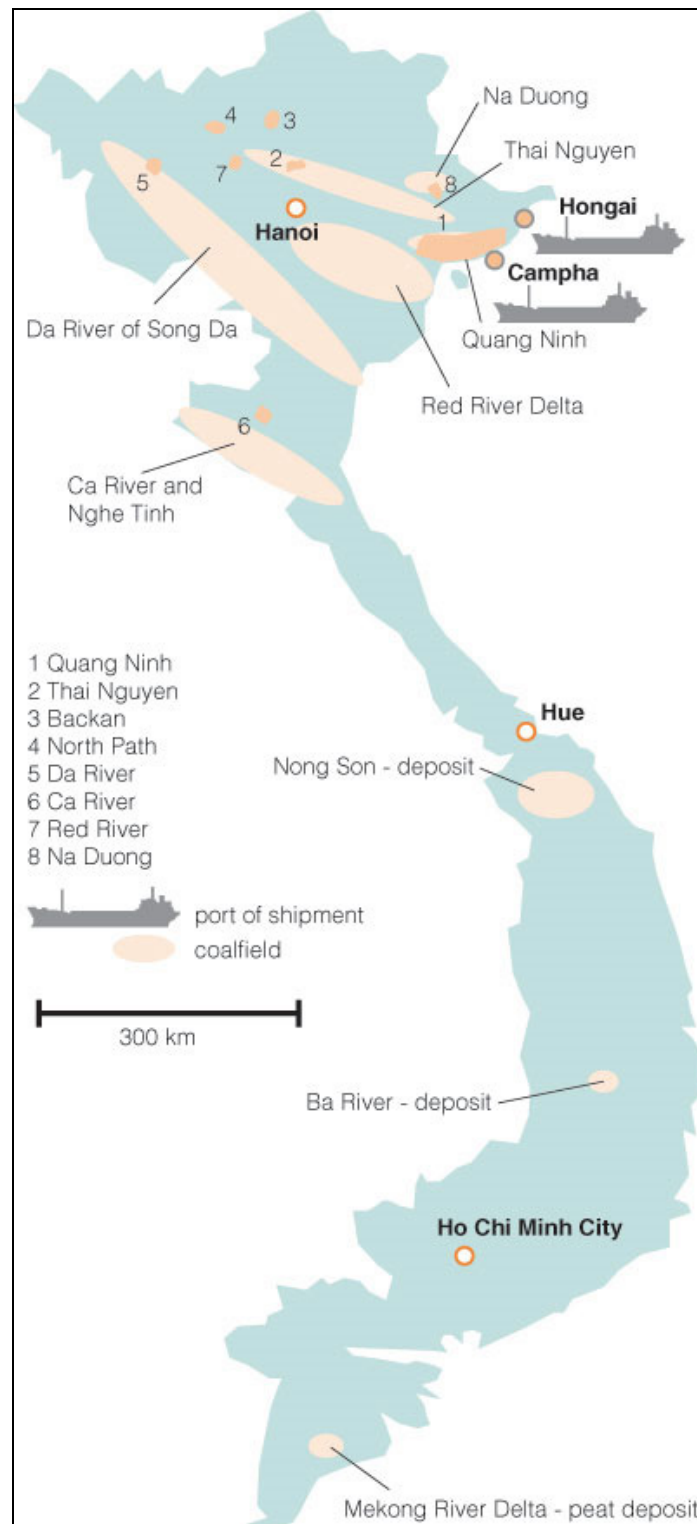 Na Duong
4
3
Thai Nguyen
5
7
2
8
Hongai
Hanoi
1
Campha
Da River of Song Da
Quang Ninh
Red River Delta
6
Ca River and
Nghe Tinh
1 Quang Ninh
2 Thai Nguyen
3 Backan
4 North Path
5 Da River
6 Ca River
7 Red River
8 Na Duong
Hue
Nong Son - deposit
port of shipment
coalfield
300 km
Ba River - deposit
Ho Chi Minh City
Mekong River Delta - peat deposit